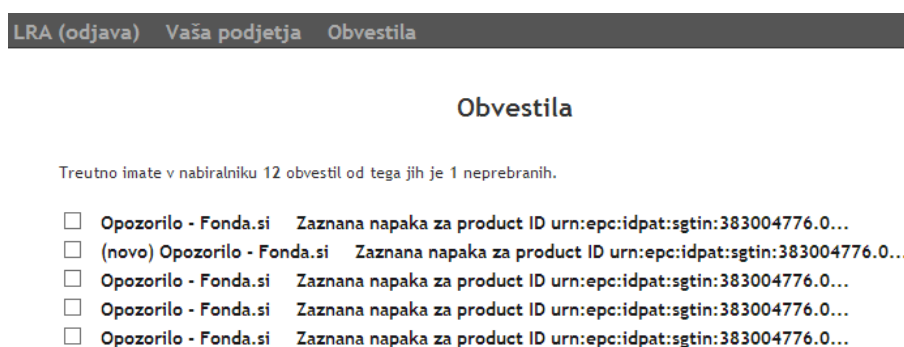 LRA (odjava) Vaša podjetja Obvestila
Obvestila
Treutno imate v nabiralniku 12 obvestil od tega jih je 1 neprebranih.
Opozorilo - Fonda.si Zaznana napaka za product ID urn:epc:idpat:sgtin:383004776.0...
(novo) Opozorilo - Fonda.si Zaznana napaka za product ID urn:epc:idpat:sgtin:383004776.0...
Opozorilo - Fonda.si Zaznana napaka za product ID urn:epc:idpat:sgtin:383004776.0...
Opozorilo - Fonda.si Zaznana napaka za product ID urn:epc:idpat:sgtin:383004776.0...
Opozorilo - Fonda.si Zaznana napaka za product ID urn:epc:idpat:sgtin:383004776.0...